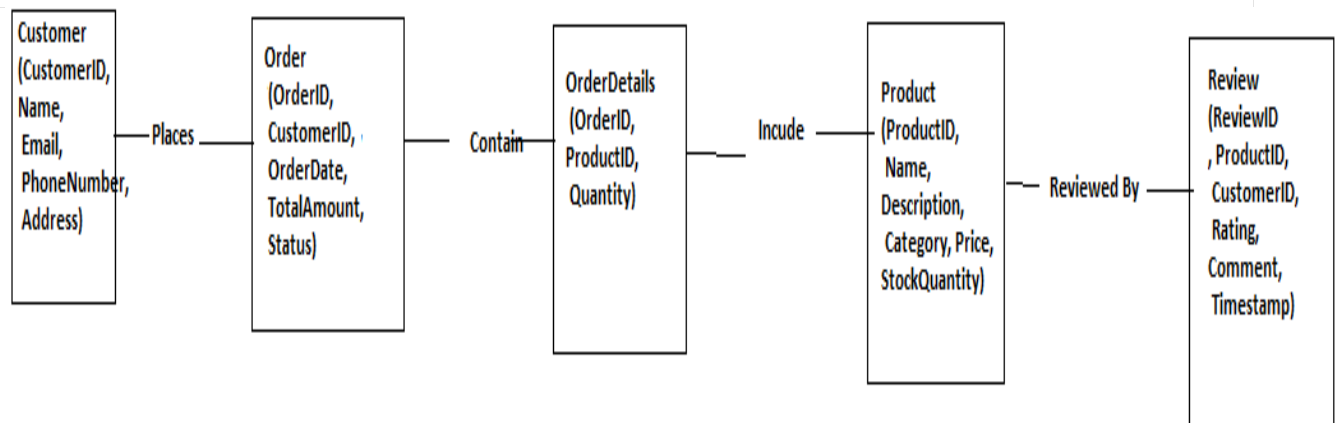 Customer
(CustomerID,
Name,
Email,
PhoneNumber,
Address)
Places
Order
(OrderID,
CustomerID,
OrderDate,
TotalAmount,
Status)
Contain
OrderDetails
(OrderID,
ProductID,
Quantity)
Incude
Product
(ProductID,
Name,
Description,
Category, Price,
StockQuantity)
Reviewed By
Review
(ReviewID
, ProductID,
CustomerID,
Rating,
Comment,
Timestamp)